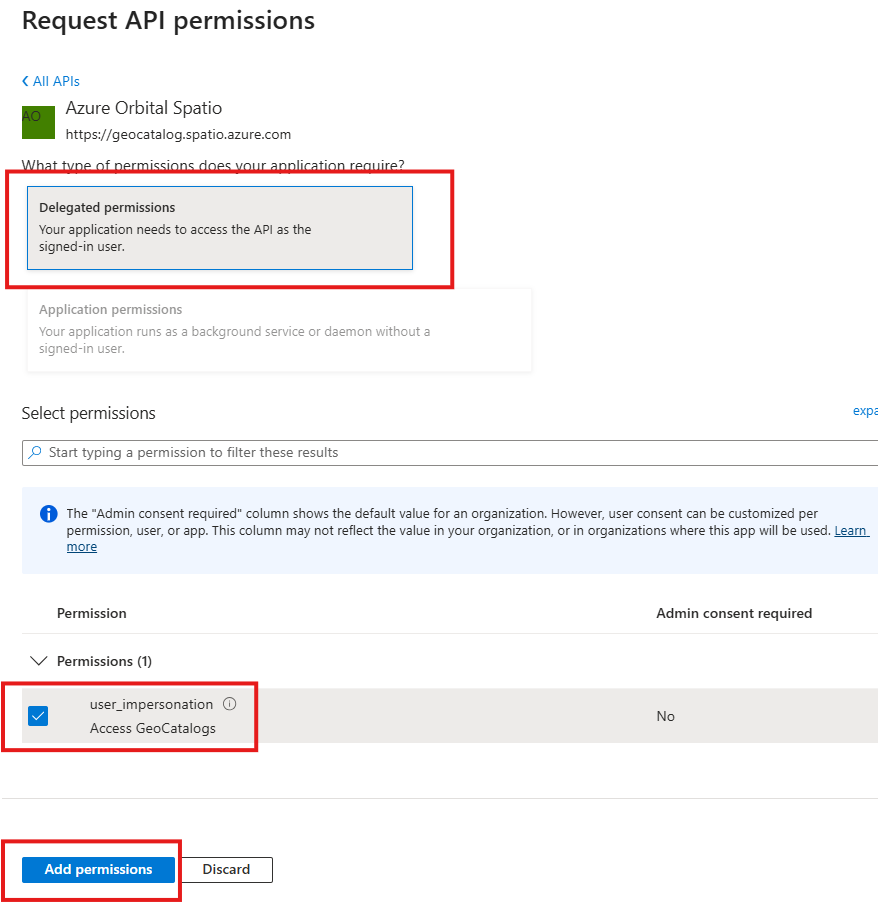 Request API permissions
All APIs
AO
Azure Orbital Spatio
https://geocatalog.spatio.azure.com
What type of permissions does your application require?
Delegated permissions
Your application needs to access the API as the
signed-in user.
Application permissions
Your application runs as a background service or daemon without a
signed-in user.
Select permissions
expa
Start typing a permission to filter these results
The "Admin consent required" column shows the default value for an organization. However, user consent can be customized per
permission, user, or app. This column may not reflect the value in your organization, or in organizations where this app will be used. Learn
more
Permission Admin consent required
Permissions (1)
user_impersonation
Access GeoCatalogs
No
Add permissions Discard